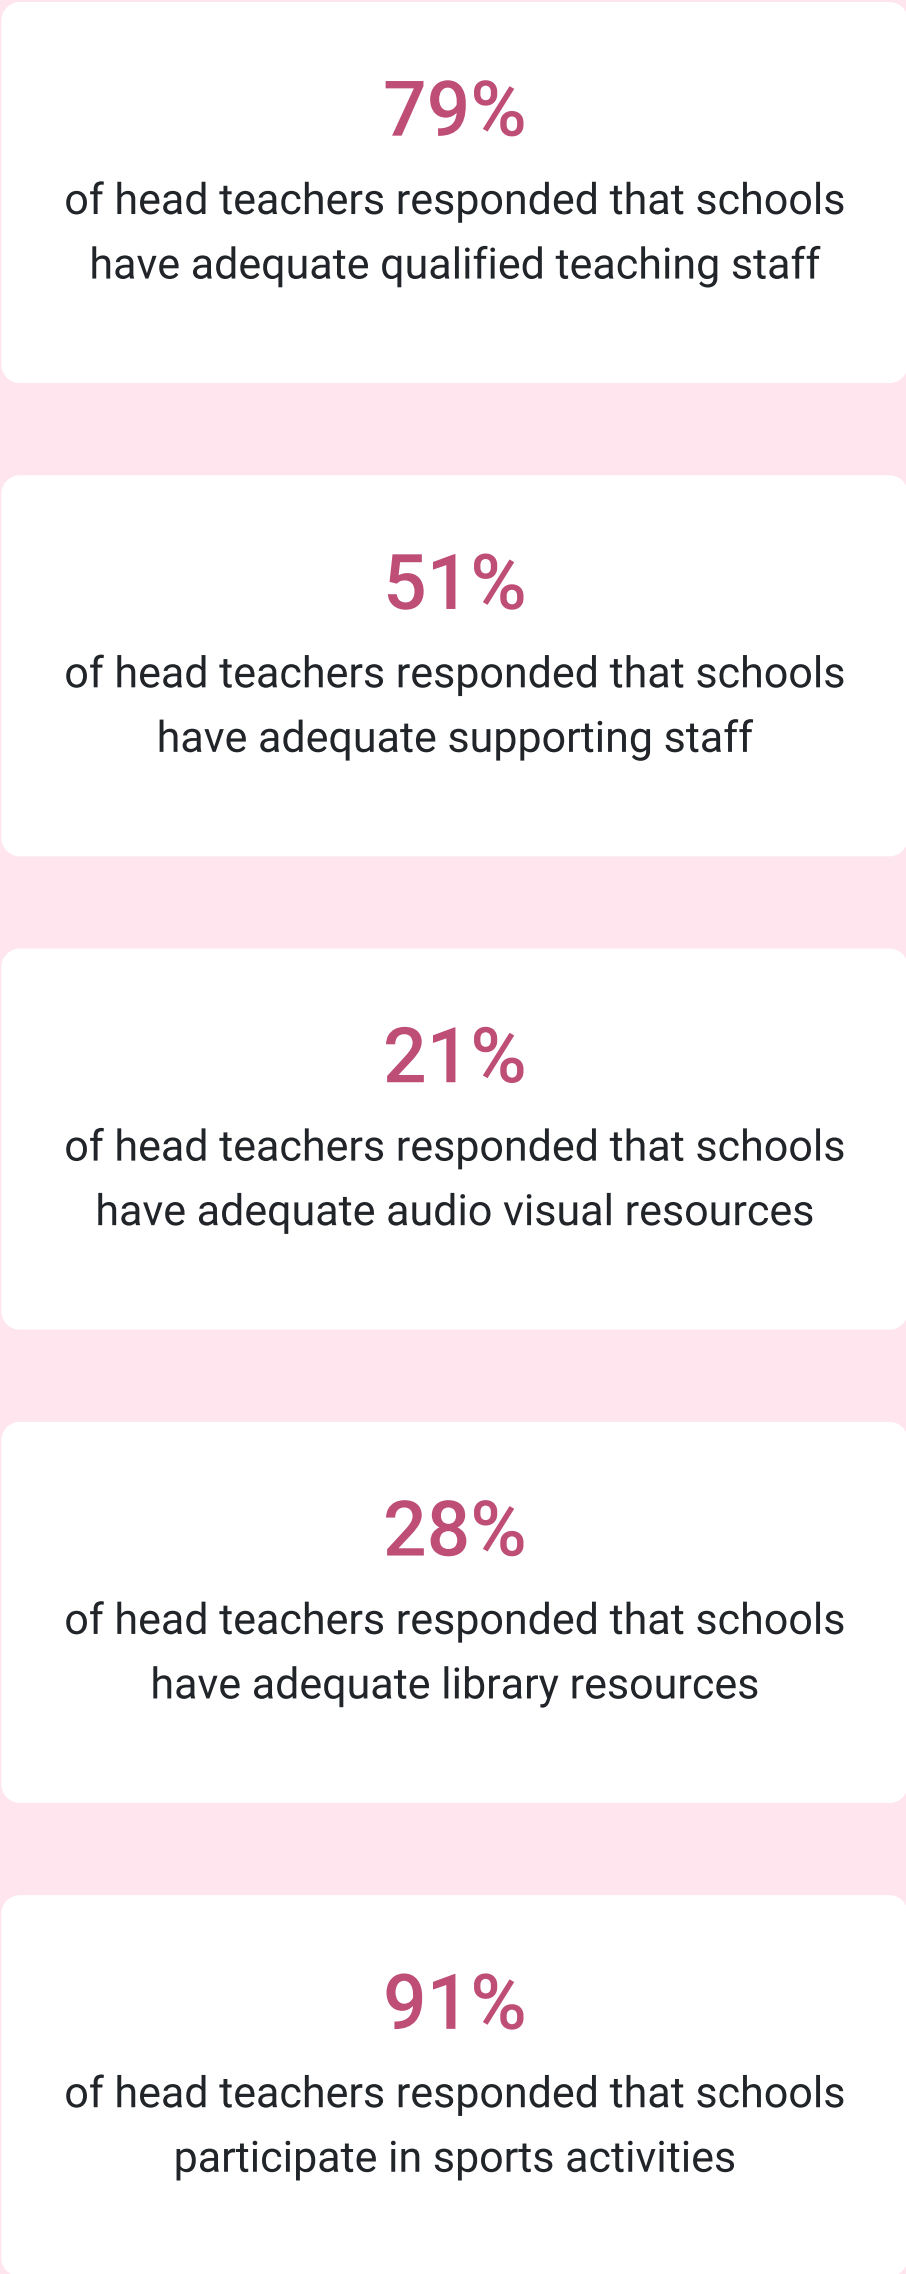 79%
of head teachers responded that schools
have adequate qualified teaching staff
51%
of head teachers responded that schools
have adequate supporting staff
21%
of head teachers responded that schools
have adequate audio visual resources
28%
of head teachers responded that schools
have adequate library resources
91%
of head teachers responded that schools
participate in sports activities